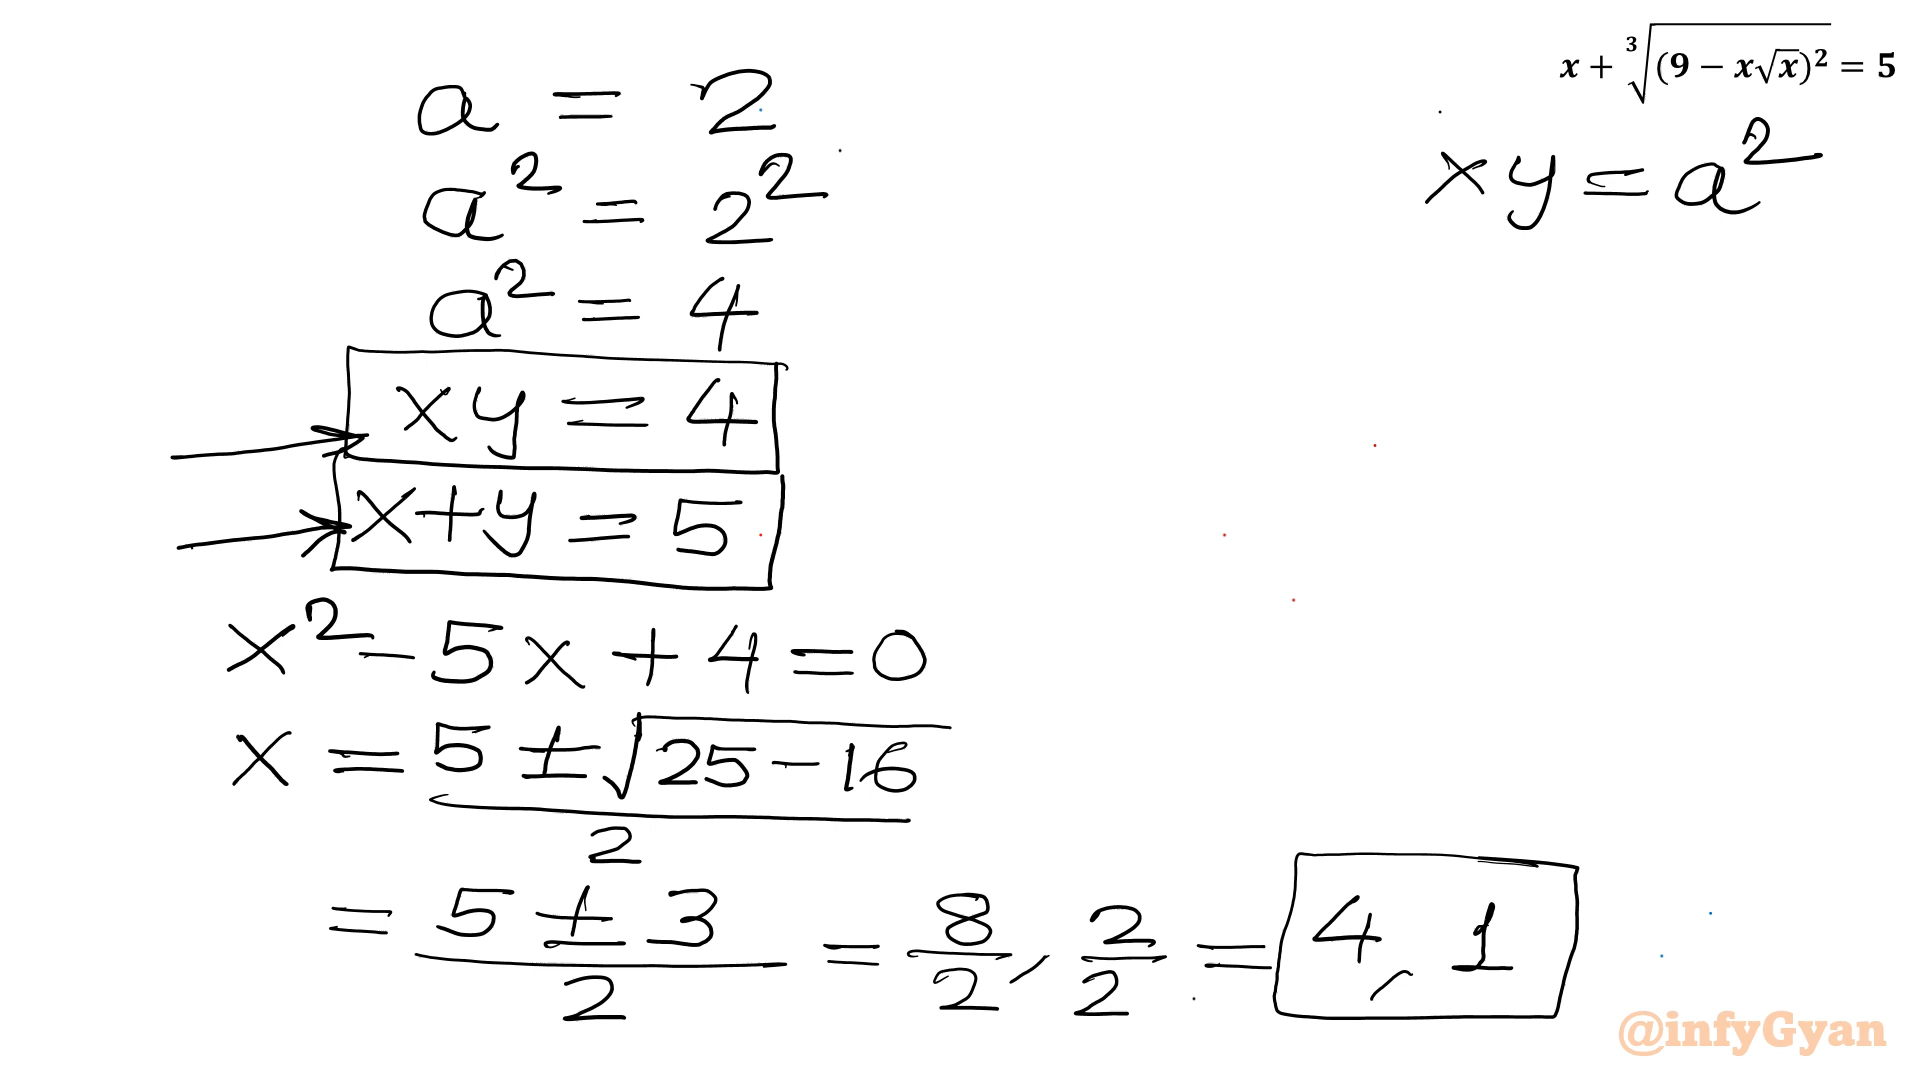 x + ∛((9 − x√x)²) = 5
xy = a²
a = 2
a² = 2²
a² = 4
xy = 4
x+y = 5
x² − 5x + 4 = 0
x = (5 ± √(25 − 16))/2
= (5 ± 3)/2 = 8/2, 2/2 = 4, 1
@infyGyan